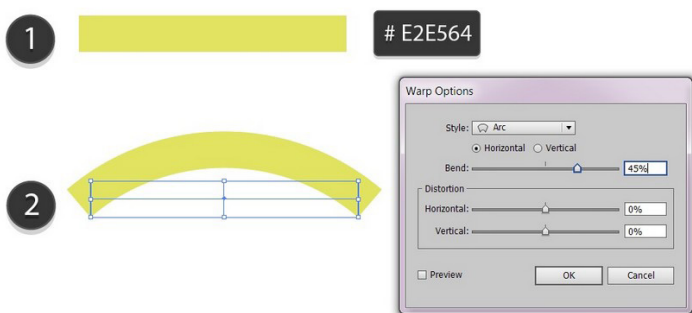 1
# E2E564
Warp Options
Style: Arc
Horizontal Vertical
Bend: 45%
Distortion
Horizontal: 0%
Vertical: 0%
2
Preview OK Cancel